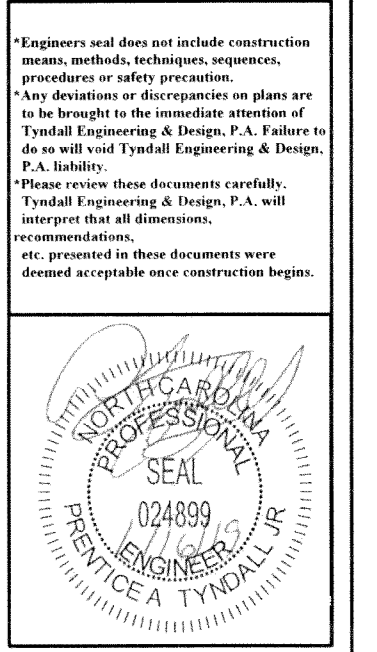 *Engineers seal does not include construction
means, methods, techniques, sequences,
procedures or safety precaution.
*Any deviations or discrepancies on plans are
to be brought to the immediate attention of
Tyndall Engineering & Design, P.A. Failure to
do so will void Tyndall Engineering & Design,
P.A. liability.
*Please review these documents carefully.
Tyndall Engineering & Design, P.A. will
interpret that all dimensions,
recommendations,
etc. presented in these documents were
deemed acceptable once construction begins.
NORTH CAROLINA
PROFESSIONAL
SEAL
024899
ENGINEER
PRENTICE A TYNDALL JR